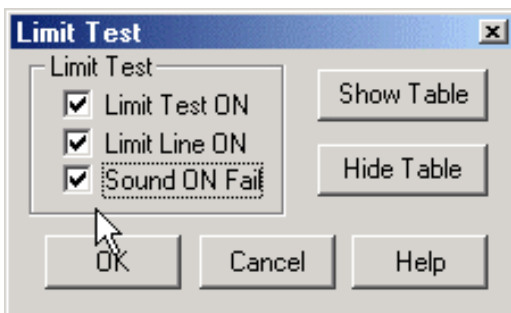 Limit Test
Limit Test
Limit Test ON
Limit Line ON
Sound ON Fail
Show Table
Hide Table
OK
Cancel
Help